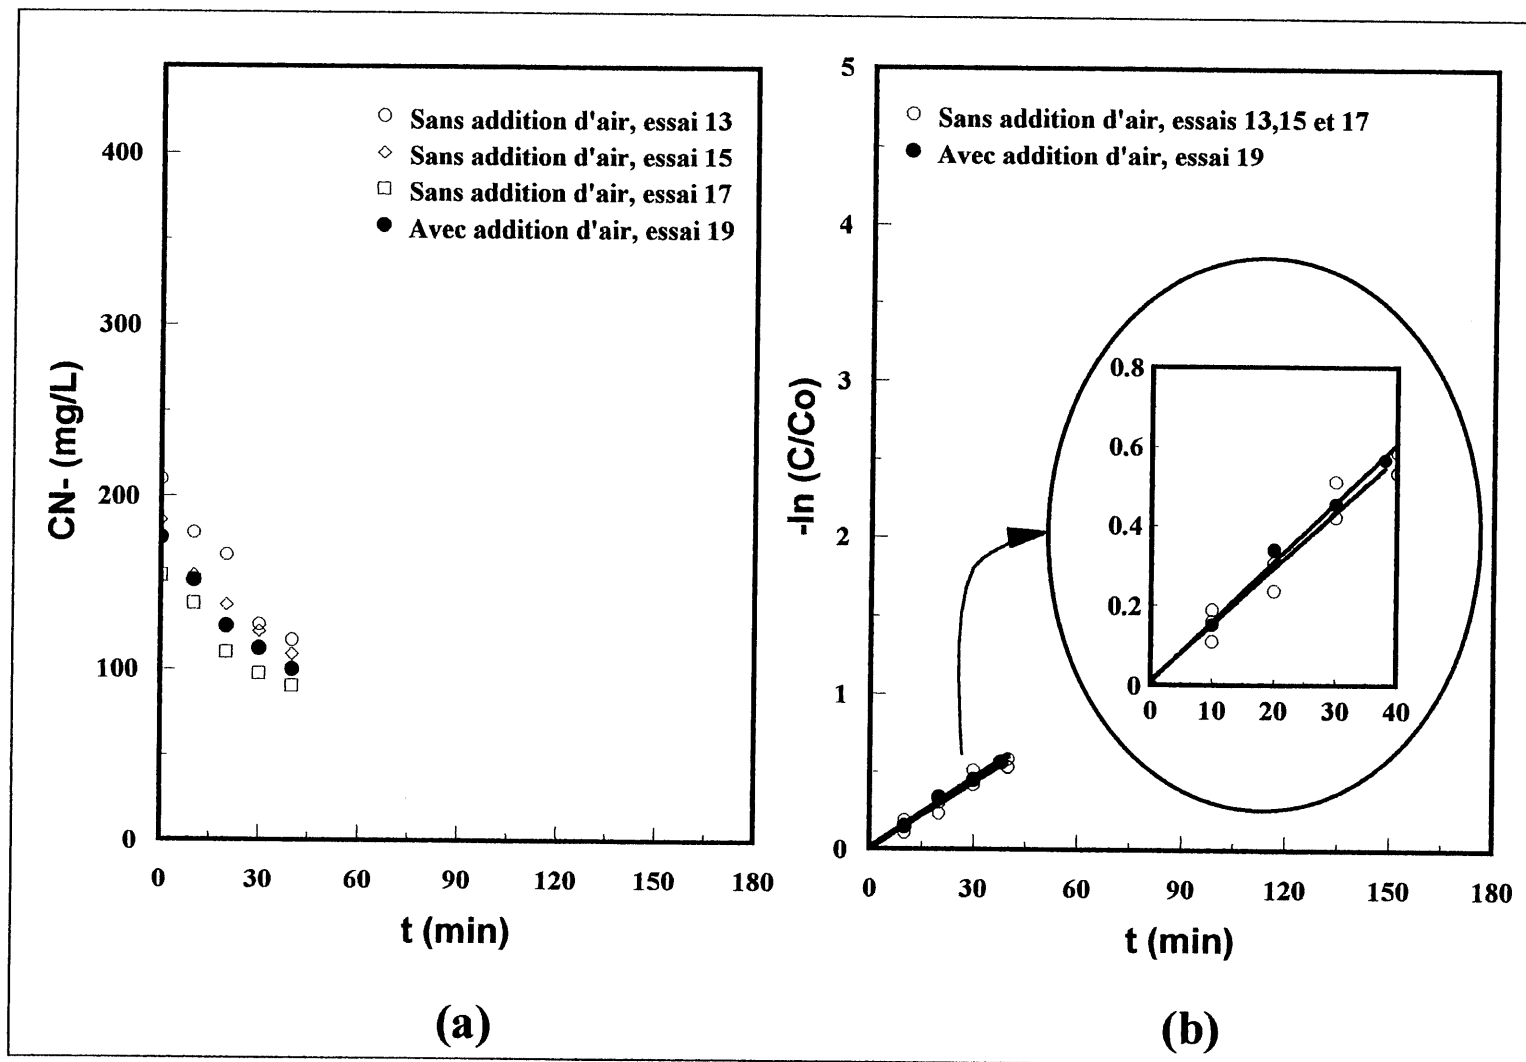 Sans addition d'air, essai 13
Sans addition d'air, essai 15
Sans addition d'air, essai 17
Avec addition d'air, essai 19
400
300
200
100
0
CN- (mg/L)
0 30 60 90 120 150 180
t (min)
(a)
Sans addition d'air, essais 13,15 et 17
Avec addition d'air, essai 19
5
4
3
2
1
0
-ln (C/Co)
0.8
0.6
0.4
0.2
0
0 10 20 30 40
0 30 60 90 120 150 180
t (min)
(b)